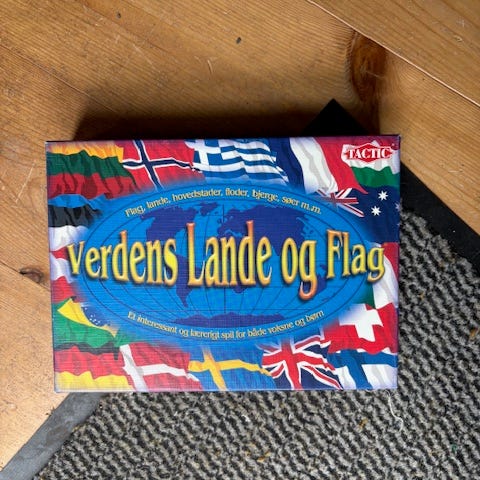 TACTIC
Flag, lande, hovedstader, floder, bjerge, søer m.m.
Verdens Lande og Flag
Et interessant og lærerigt spil for både voksne og børn